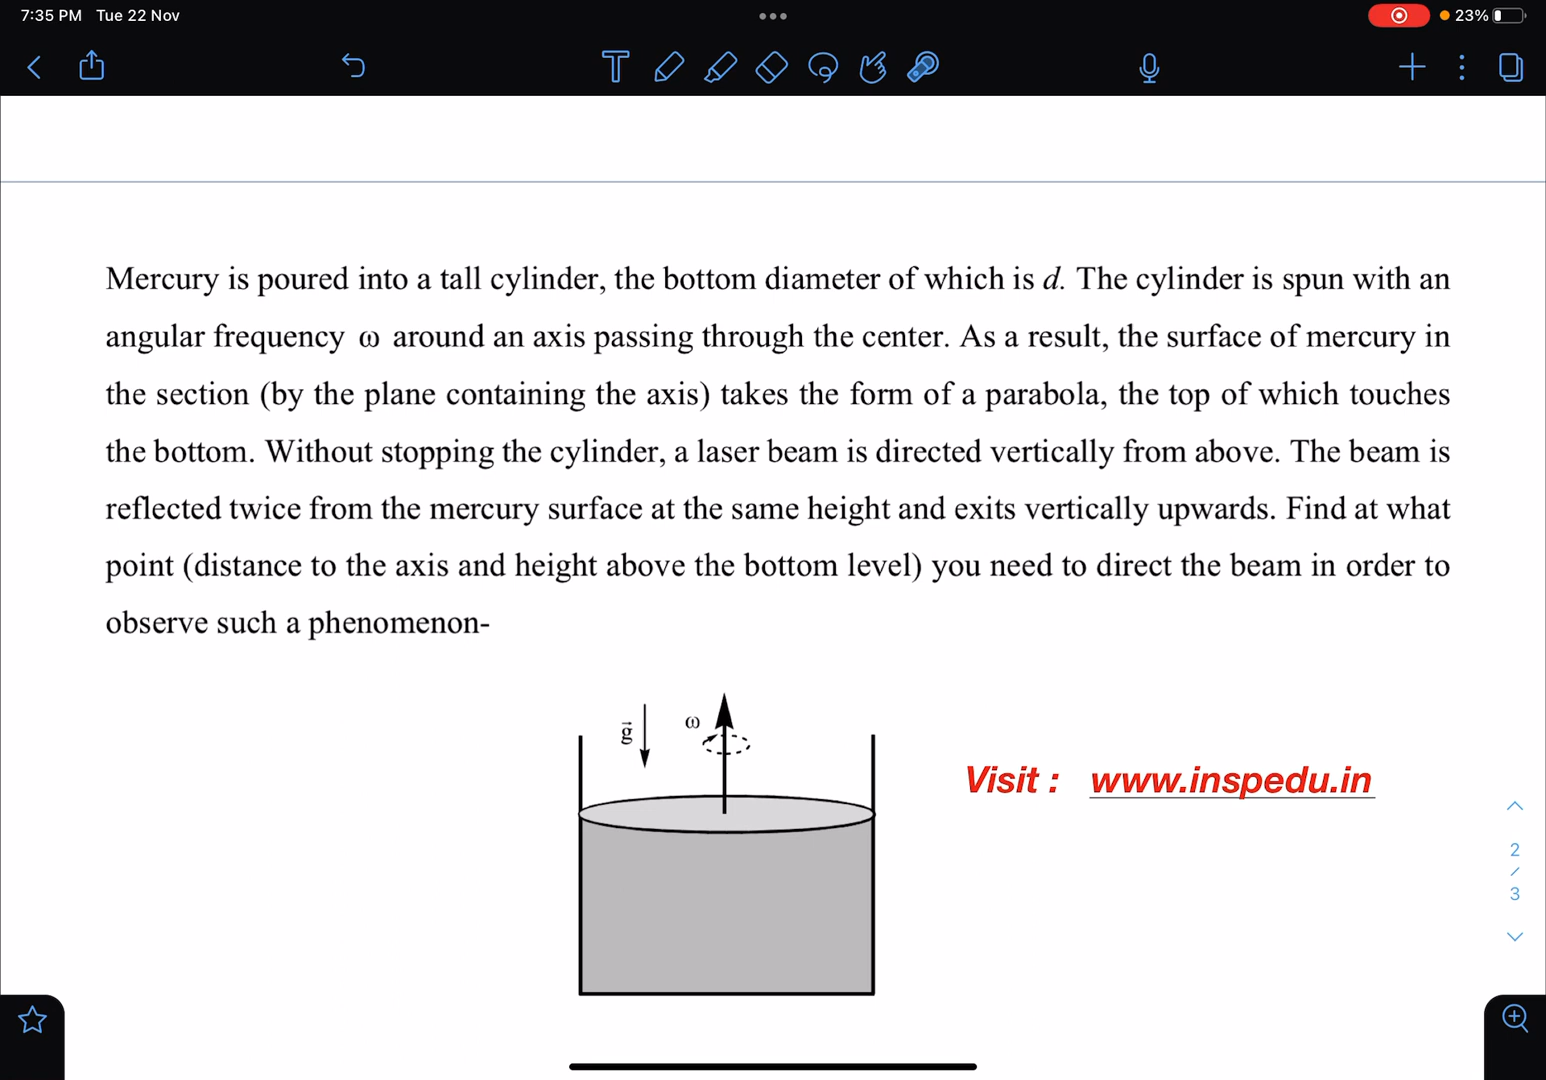 7:35 PM Tue 22 Nov
23%
Mercury is poured into a tall cylinder, the bottom diameter of which is d. The cylinder is spun with an
angular frequency ω around an axis passing through the center. As a result, the surface of mercury in
the section (by the plane containing the axis) takes the form of a parabola, the top of which touches
the bottom. Without stopping the cylinder, a laser beam is directed vertically from above. The beam is
reflected twice from the mercury surface at the same height and exits vertically upwards. Find at what
point (distance to the axis and height above the bottom level) you need to direct the beam in order to
observe such a phenomenon-
g⃗
ω
Visit : www.inspedu.in
2
/
3